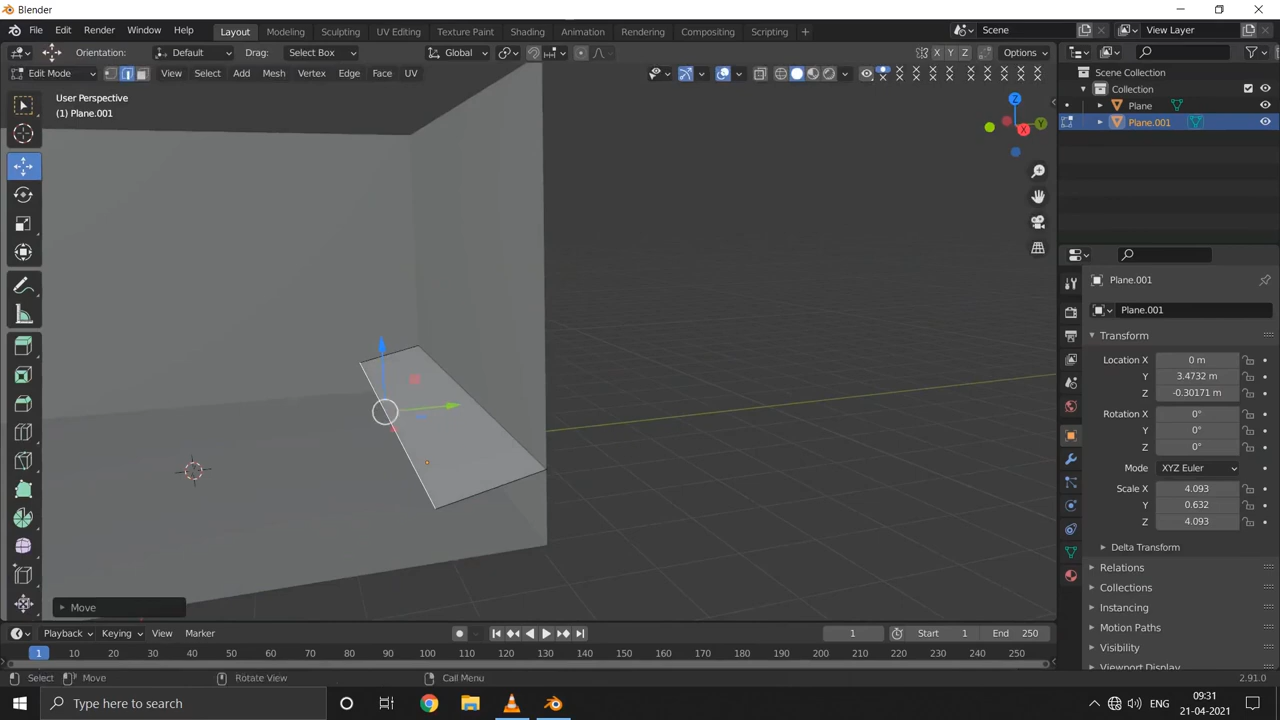 Blender
File Edit Render Window Help Layout Modeling Sculpting UV Editing Texture Paint Shading Animation Rendering Compositing Scripting + Scene View Layer
Orientation: Default Drag: Select Box Global X Y Z Options
Edit Mode View Select Add Mesh Vertex Edge Face UV
User Perspective
(1) Plane.001
Z
Y
X
Scene Collection
Collection
Plane
Plane.001
Plane.001
Plane.001
Transform
Location X 0 m
Y 3.4732 m
Z -0.30171 m
Rotation X 0°
Y 0°
Z 0°
Mode XYZ Euler
Scale X 4.093
Y 0.632
Z 4.093
Delta Transform
Relations
Collections
Instancing
Motion Paths
Visibility
Viewport Display
Move
Playback Keying View Marker 1 Start 1 End 250
1 10 20 30 40 50 60 70 80 90 100 110 120 130 140 150 160 170 180 190 200 210 220 230 240 250
Select Move Rotate View Call Menu 2.91.0
Type here to search ENG 09:31
21-04-2021